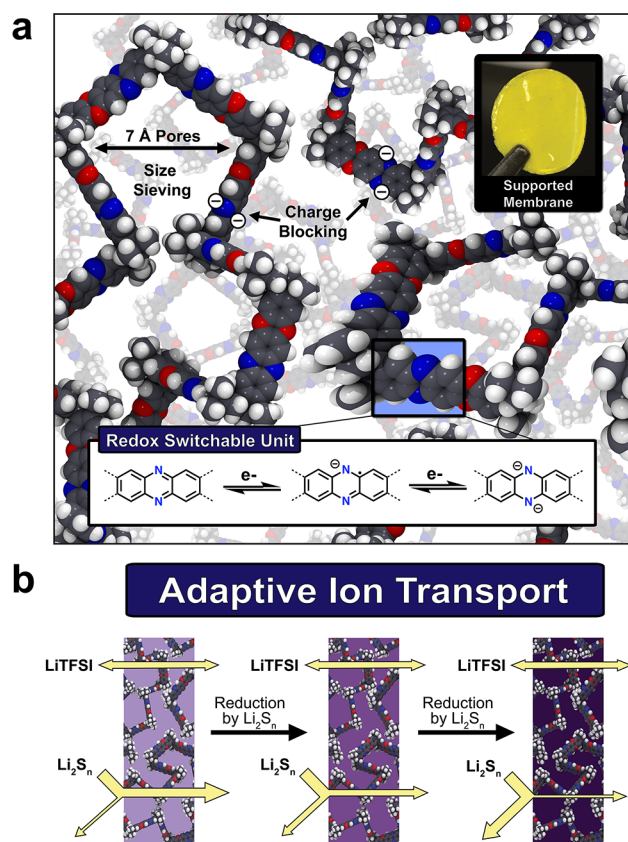 a
7 Å Pores
Size
Sieving
Charge
Blocking
Supported
Membrane
Redox Switchable Unit
N
N
e-
⊖
N
·
N
e-
⊖
N
N
⊖
b
Adaptive Ion Transport
LiTFSI
LiTFSI
LiTFSI
Reduction
by Li₂Sₙ
Reduction
by Li₂Sₙ
Li₂Sₙ
Li₂Sₙ
Li₂Sₙ